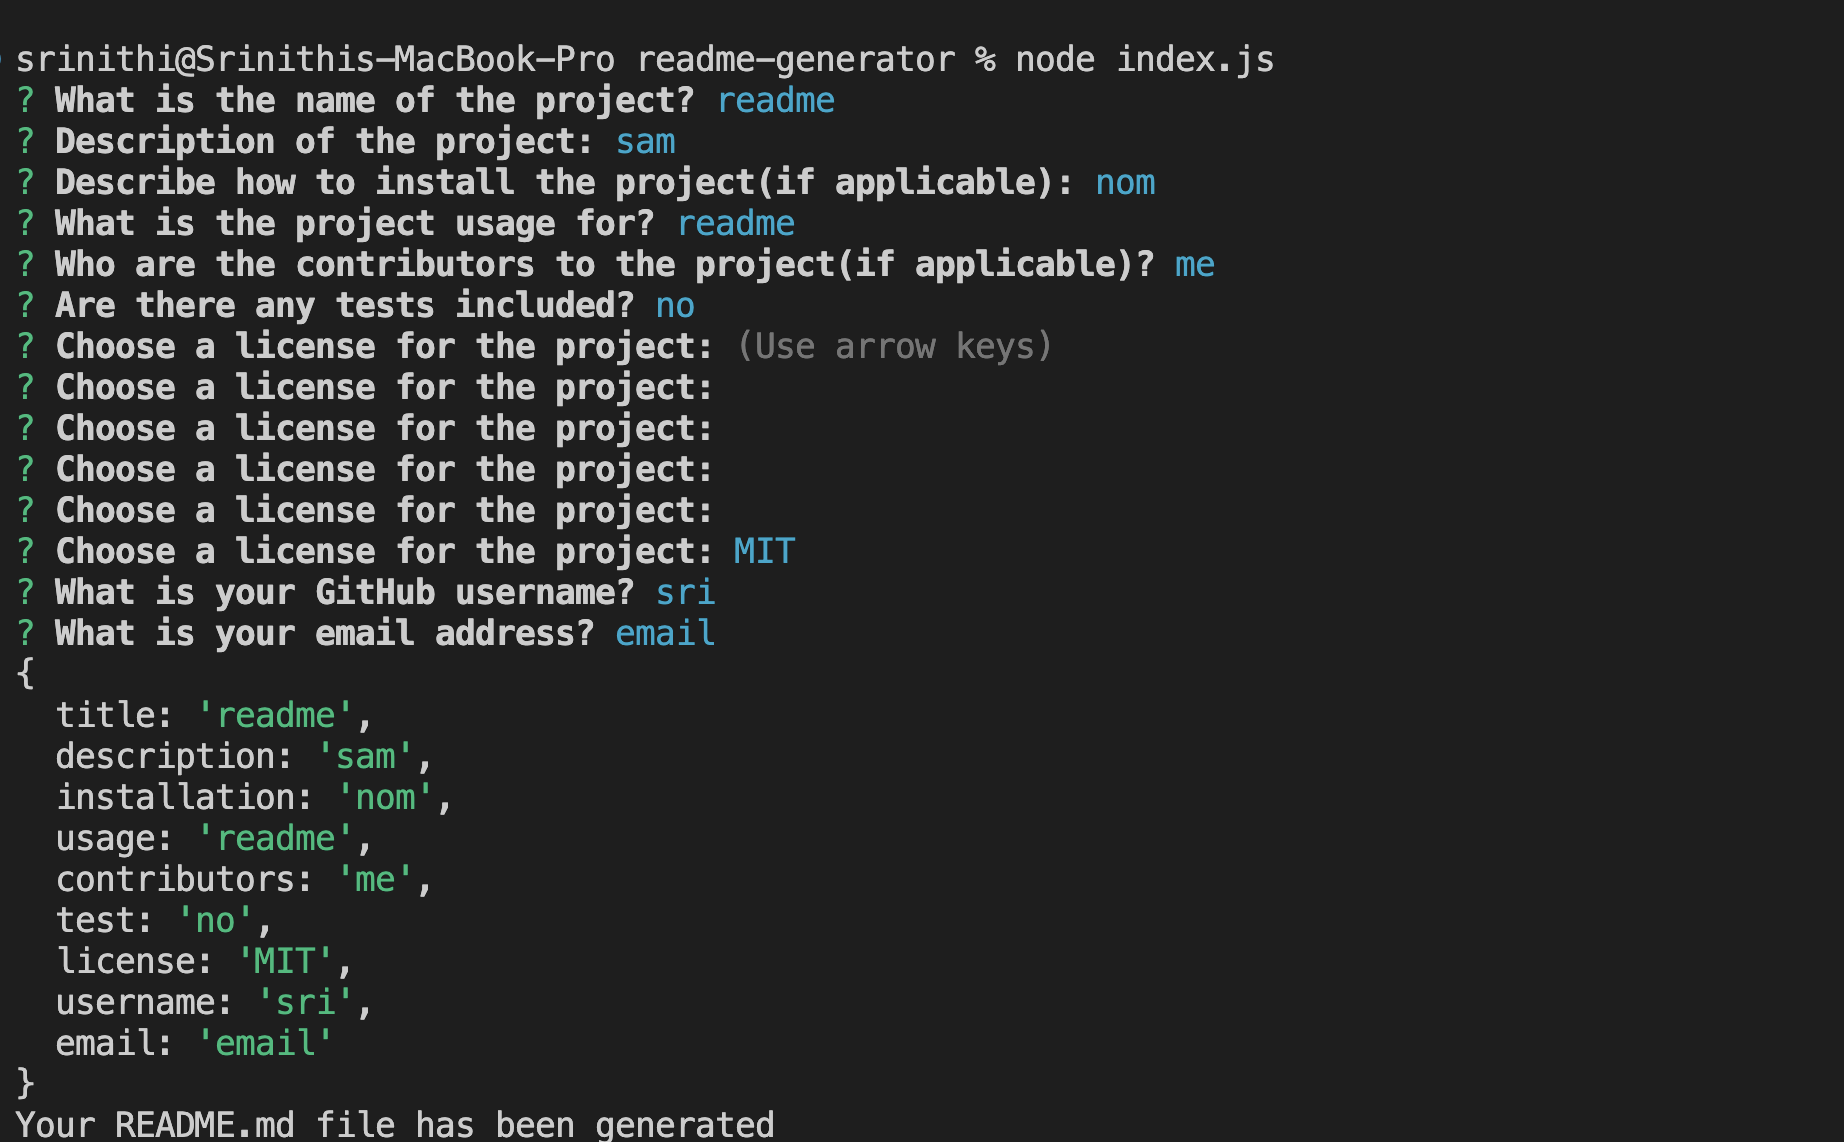 srinithi@Srinithis-MacBook-Pro readme-generator % node index.js
? What is the name of the project? readme
? Description of the project: sam
? Describe how to install the project(if applicable): nom
? What is the project usage for? readme
? Who are the contributors to the project(if applicable)? me
? Are there any tests included? no
? Choose a license for the project: (Use arrow keys)
? Choose a license for the project:
? Choose a license for the project:
? Choose a license for the project:
? Choose a license for the project:
? Choose a license for the project: MIT
? What is your GitHub username? sri
? What is your email address? email
{
  title: 'readme',
  description: 'sam',
  installation: 'nom',
  usage: 'readme',
  contributors: 'me',
  test: 'no',
  license: 'MIT',
  username: 'sri',
  email: 'email'
}
Your README.md file has been generated